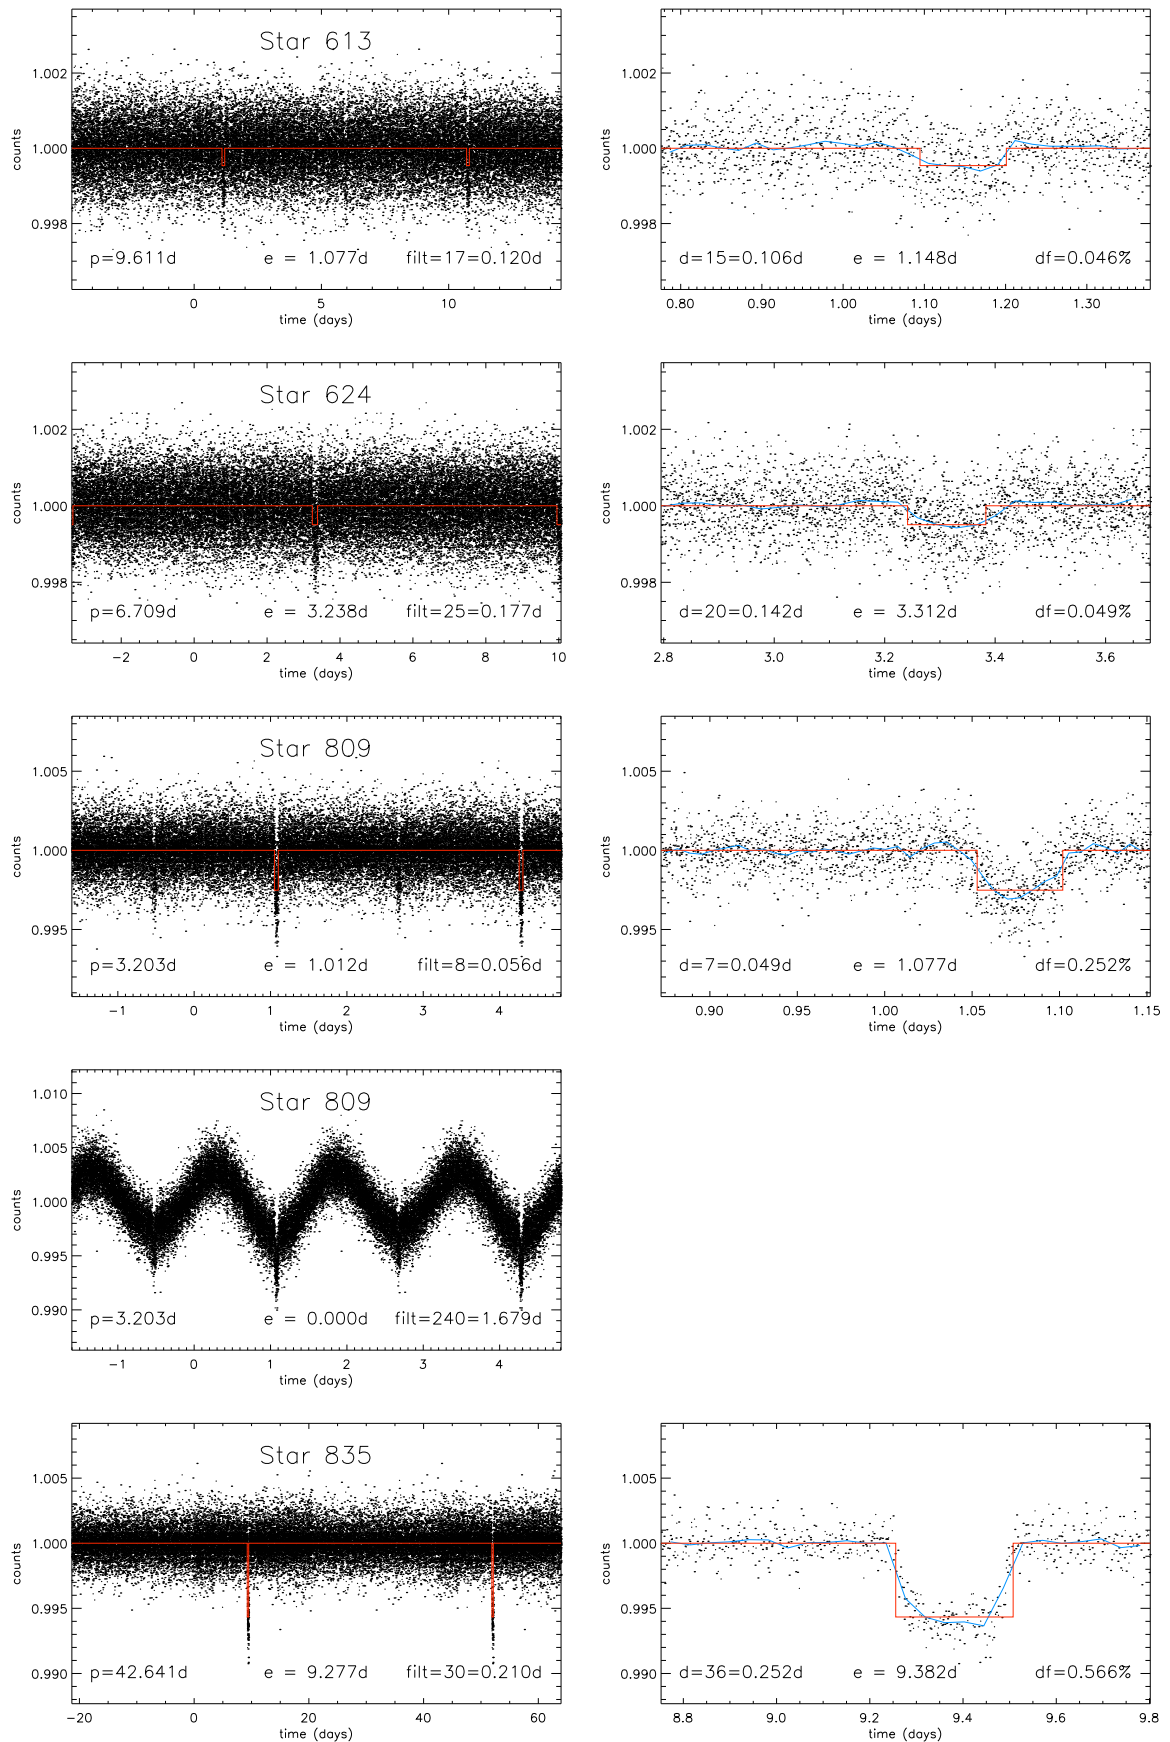 Star 613
counts
1.002
1.000
0.998
p=9.611d e = 1.077d filt=17=0.120d
0 5 10
time (days)
d=15=0.106d e = 1.148d df=0.046%
counts
1.002
1.000
0.998
0.80 0.90 1.00 1.10 1.20 1.30
time (days)
Star 624
counts
1.002
1.000
0.998
p=6.709d e = 3.238d filt=25=0.177d
-2 0 2 4 6 8 10
time (days)
counts
1.002
1.000
0.998
d=20=0.142d e = 3.312d df=0.049%
2.8 3.0 3.2 3.4 3.6
time (days)
Star 809
counts
1.005
1.000
0.995
p=3.203d e = 1.012d filt=8=0.056d
-1 0 1 2 3 4
time (days)
counts
1.005
1.000
0.995
d=7=0.049d e = 1.077d df=0.252%
0.90 0.95 1.00 1.05 1.10 1.15
time (days)
Star 809
counts
1.010
1.005
1.000
0.995
0.990
p=3.203d e = 0.000d filt=240=1.679d
-1 0 1 2 3 4
time (days)
Star 835
counts
1.005
1.000
0.995
0.990
p=42.641d e = 9.277d filt=30=0.210d
-20 0 20 40 60
time (days)
counts
1.005
1.000
0.995
0.990
d=36=0.252d e = 9.382d df=0.566%
8.8 9.0 9.2 9.4 9.6 9.8
time (days)